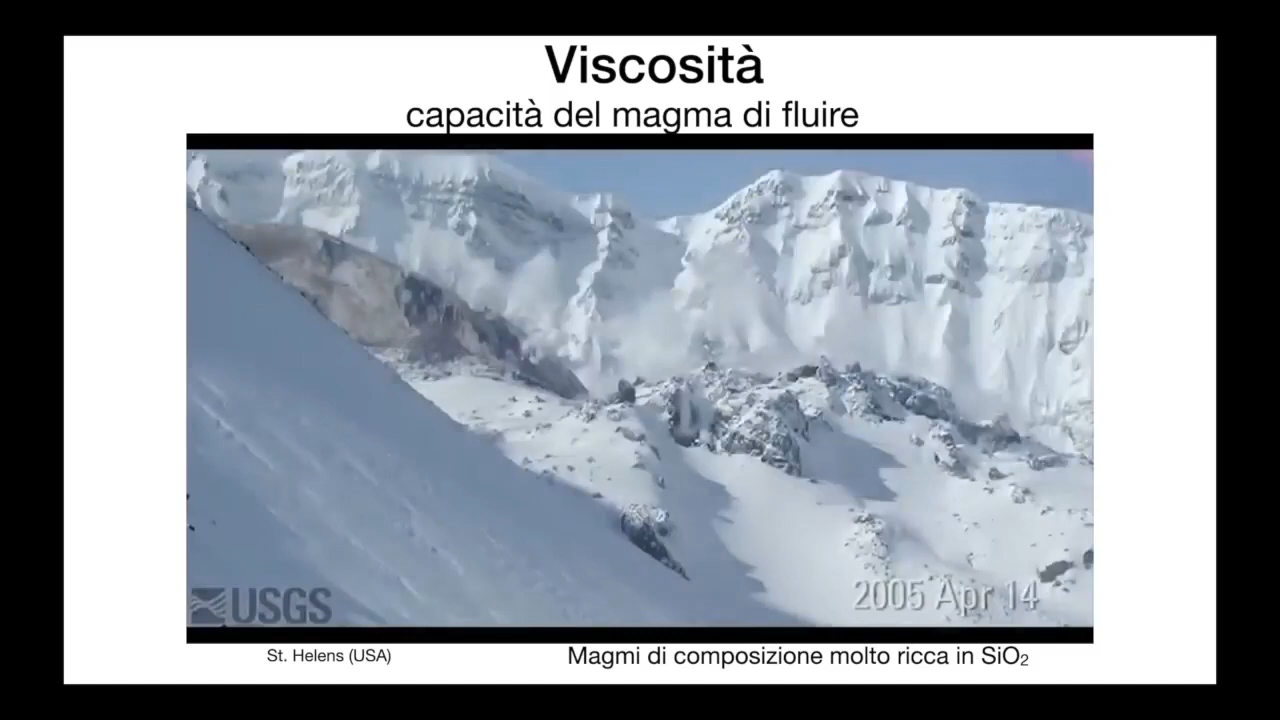 Viscosità
capacità del magma di fluire
USGS
2005 Apr 14
St. Helens (USA)
Magmi di composizione molto ricca in SiO₂